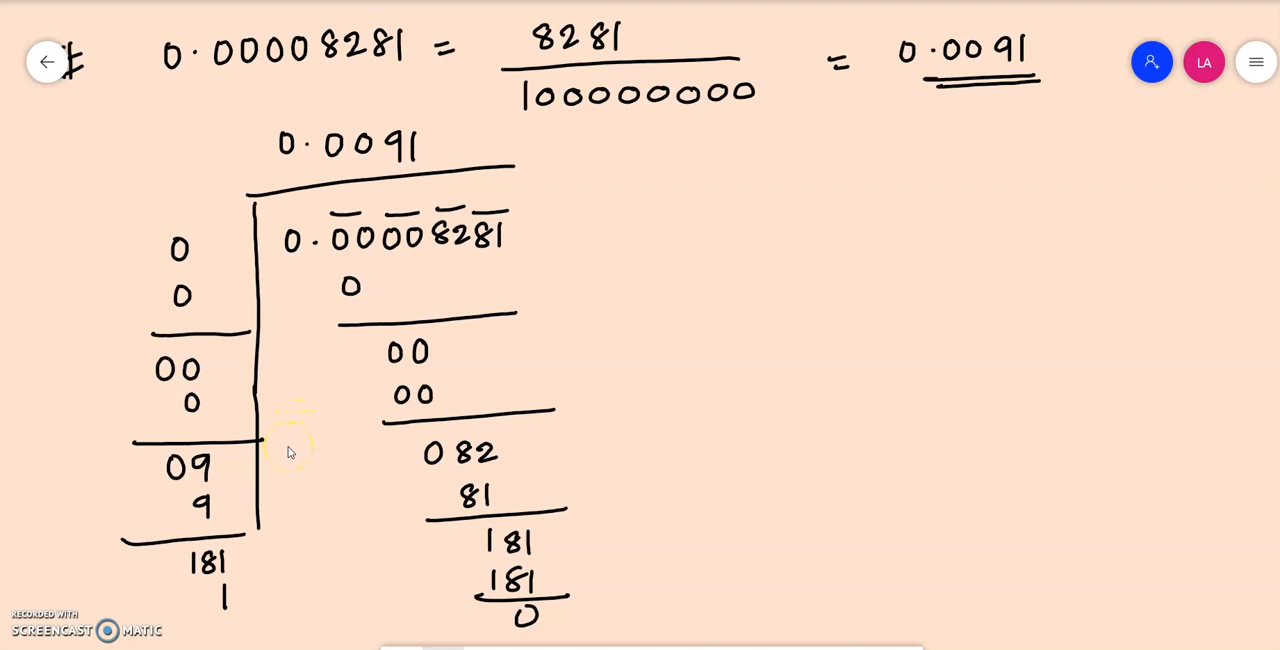 # 0.00008281 = 8281 / 100000000 = 0.0091
LA
0.0091
0 0.00008281
0 0
00 00
0 00
09 082
9 81
181 181
1 181
0
RECORDED WITH
SCREENCAST MATIC